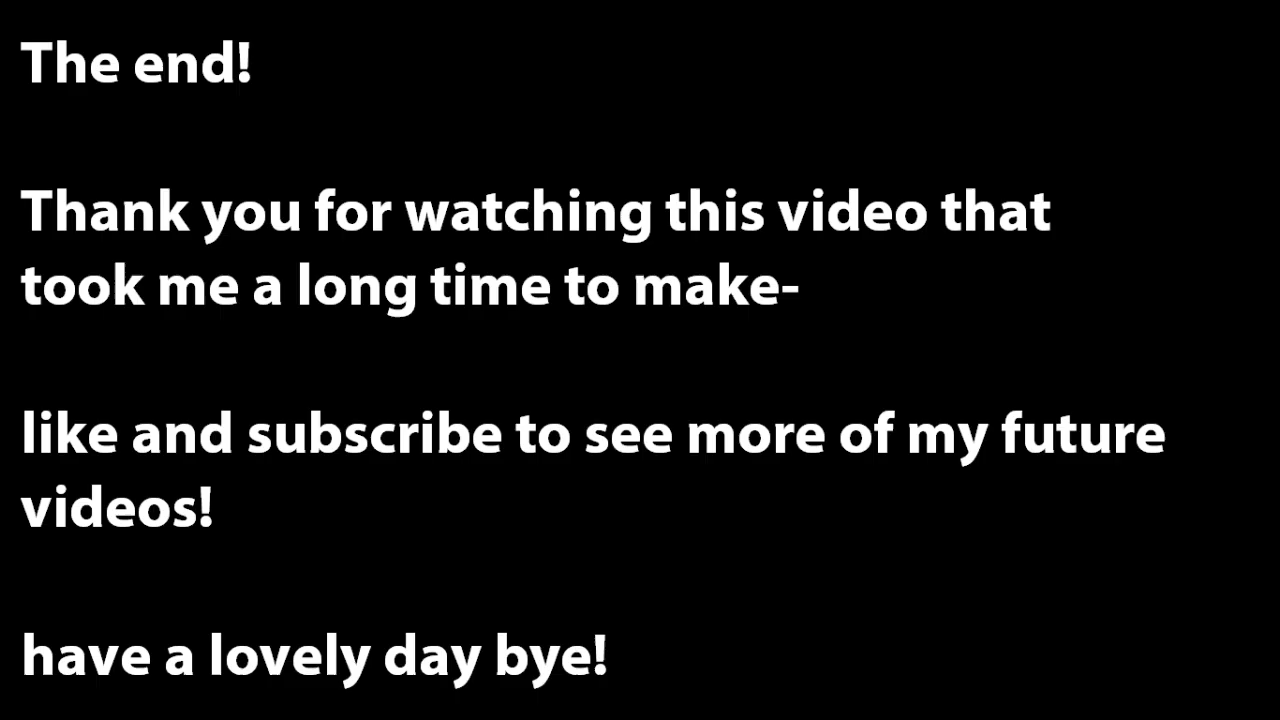 The end!
Thank you for watching this video that
took me a long time to make-
like and subscribe to see more of my future
videos!
have a lovely day bye!